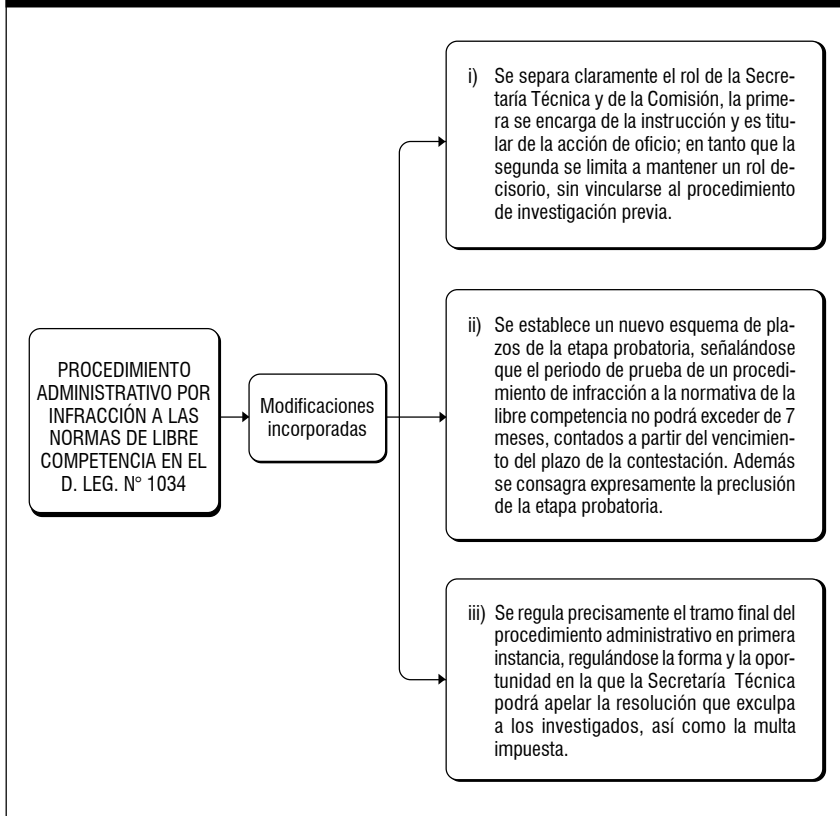 PROCEDIMIENTO
ADMINISTRATIVO POR
INFRACCIÓN A LAS
NORMAS DE LIBRE
COMPETENCIA EN EL
D. LEG. N° 1034
Modificaciones
incorporadas
i) Se separa claramente el rol de la Secre-
taría Técnica y de la Comisión, la prime-
ra se encarga de la instrucción y es titu-
lar de la acción de oficio; en tanto que la
segunda se limita a mantener un rol de-
cisorio, sin vincularse al procedimiento
de investigación previa.
ii) Se establece un nuevo esquema de pla-
zos de la etapa probatoria, señalándose
que el periodo de prueba de un procedi-
miento de infracción a la normativa de la
libre competencia no podrá exceder de 7
meses, contados a partir del vencimien-
to del plazo de la contestación. Además
se consagra expresamente la preclusión
de la etapa probatoria.
iii) Se regula precisamente el tramo final del
procedimiento administrativo en primera
instancia, regulándose la forma y la opor-
tunidad en la que la Secretaría Técnica
podrá apelar la resolución que exculpa
a los investigados, así como la multa
impuesta.